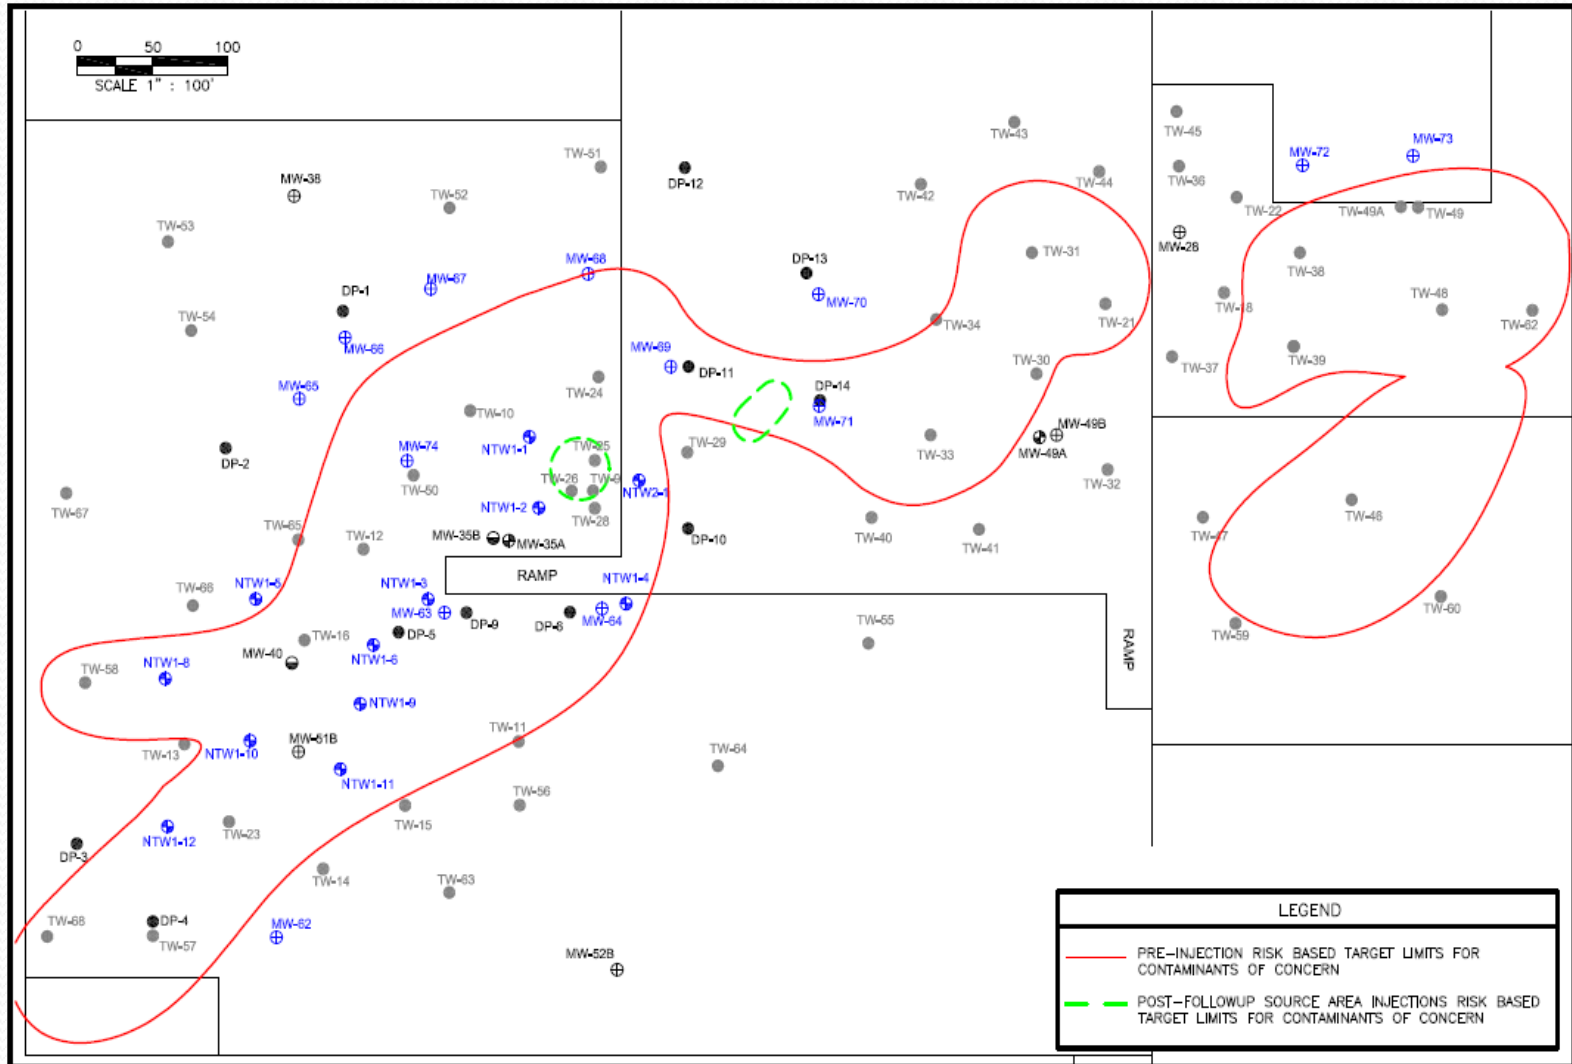 0 50 100
SCALE 1" : 100'
TW-43
TW-45
MW-73
MW-72
TW-51
DP-12
TW-44
TW-36
MW-38
TW-52
TW-42
TW-22
TW-49A
TW-49
TW-53
MW-28
MW-68
DP-13
TW-31
TW-38
MW-67
DP-1
MW-70
TW-21
TW-18
TW-48
TW-62
TW-54
TW-34
MW-66
MW-69
DP-11
TW-30
TW-39
TW-37
MW-65
TW-24
DP-14
TW-10
MW-71
MW-49B
NTW1-1
TW-29
TW-33
MW-49A
DP-2
MW-74
TW-25
TW-50
TW-26
TW-9
NTW2-1
TW-32
TW-67
NTW1-2
TW-28
TW-48
TW-65
TW-12
MW-35B
MW-35A
DP-10
TW-40
TW-41
TW-47
RAMP
NTW1-5
NTW1-3
NTW1-4
TW-66
MW-63
DP-9
DP-6
MW-64
TW-55
TW-60
TW-59
DP-5
TW-16
RAMP
MW-40
NTW1-6
NTW1-8
TW-58
NTW1-9
TW-11
TW-13
NTW1-10
MW-51B
TW-64
NTW1-11
TW-56
TW-15
TW-23
NTW1-12
DP-3
TW-14
TW-63
LEGEND
TW-68
DP-4
TW-57
MW-62
MW-52B
PRE-INJECTION RISK BASED TARGET LIMITS FOR
CONTAMINANTS OF CONCERN
POST-FOLLOWUP SOURCE AREA INJECTIONS RISK BASED
TARGET LIMITS FOR CONTAMINANTS OF CONCERN